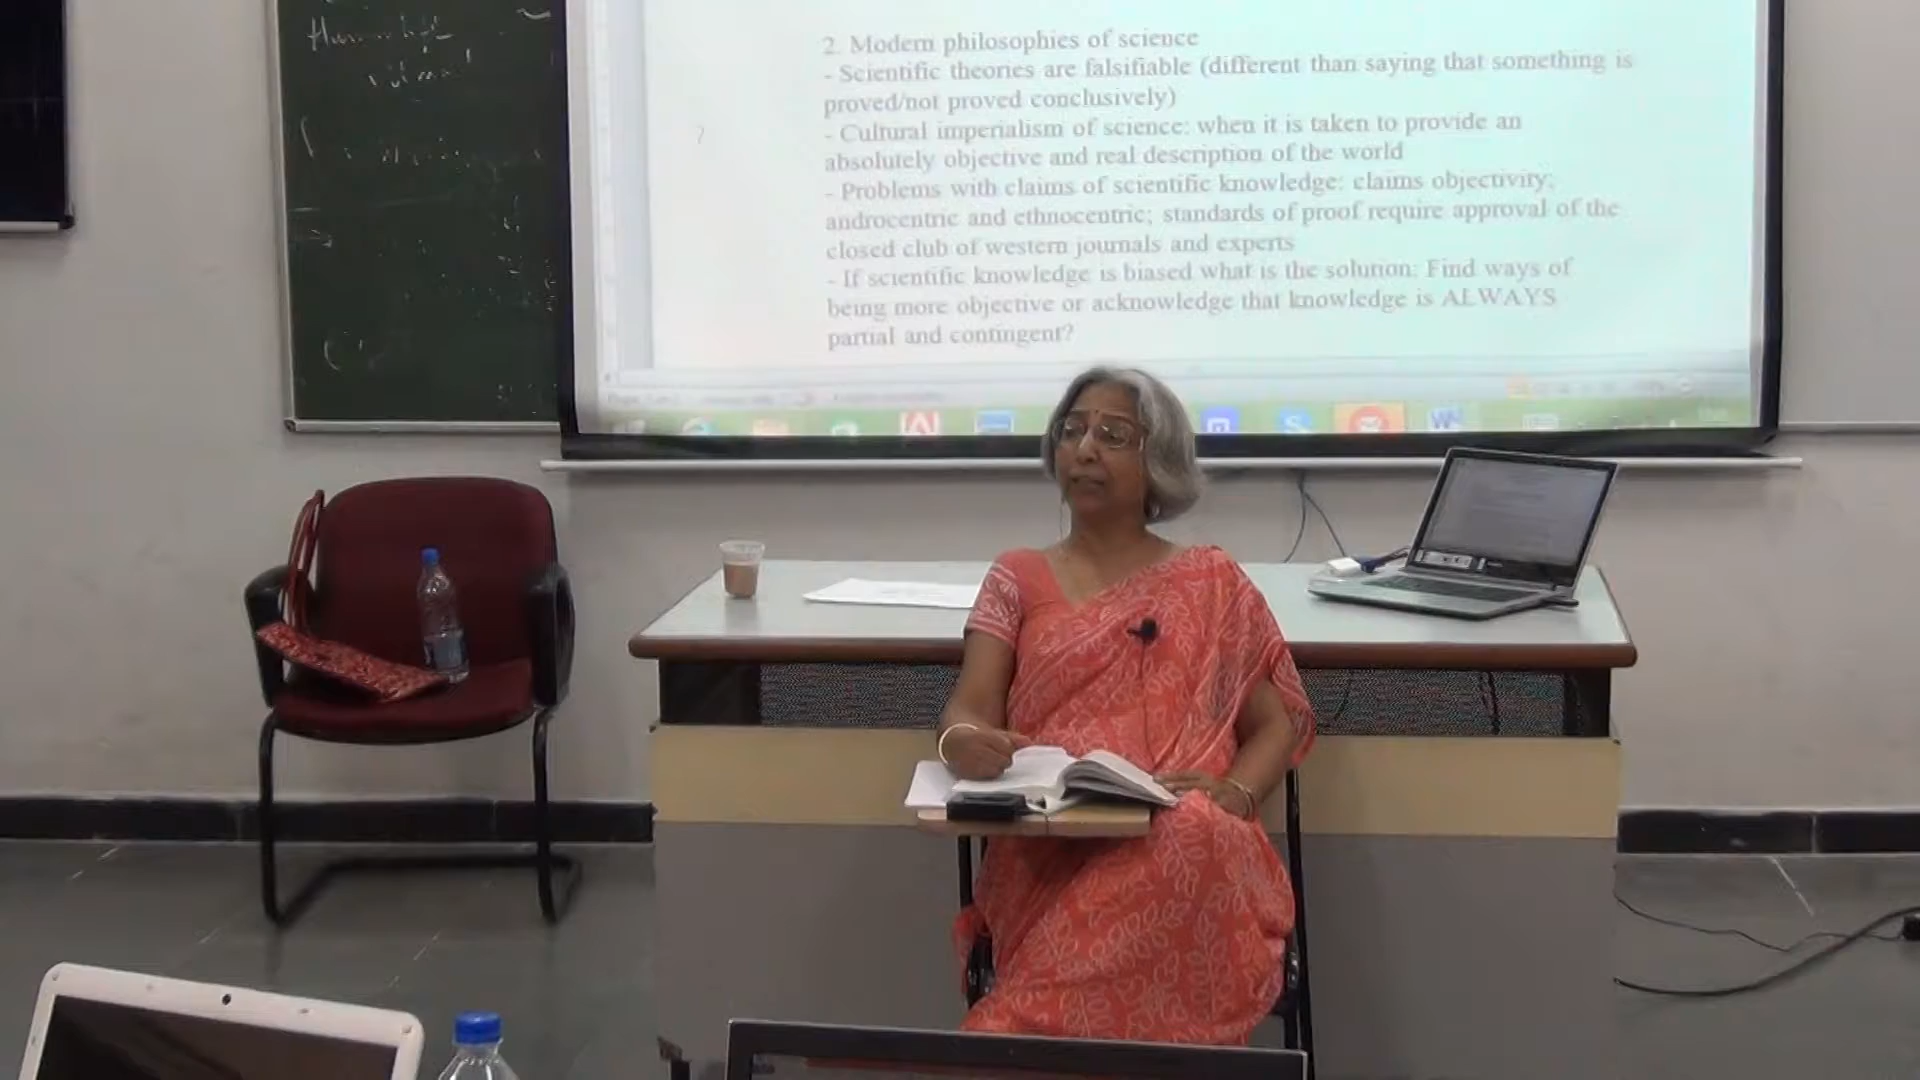 2. Modern philosophies of science
- Scientific theories are falsifiable (different than saying that something is
proved/not proved conclusively)
- Cultural imperialism of science: when it is taken to provide an
absolutely objective and real description of the world
- Problems with claims of scientific knowledge: claims objectivity;
androcentric and ethnocentric; standards of proof require approval of the
closed club of western journals and experts
- If scientific knowledge is biased what is the solution: Find ways of
being more objective or acknowledge that knowledge is ALWAYS
partial and contingent?